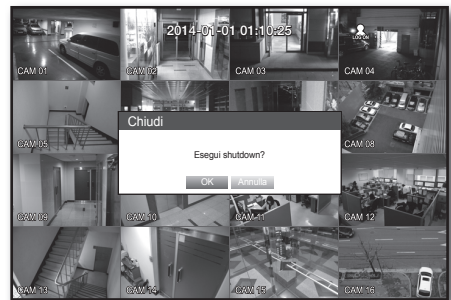 2014-01-01 01:10:25
LOG ON
CAM 01
CAM 02
CAM 03
CAM 04
Chiudi
CAM 05
CAM 08
Esegui shutdown?
OK
Annulla
CAM 09
CAM 10
CAM 11
CAM 12
CAM 13
CAM 14
CAM 15
CAM 16